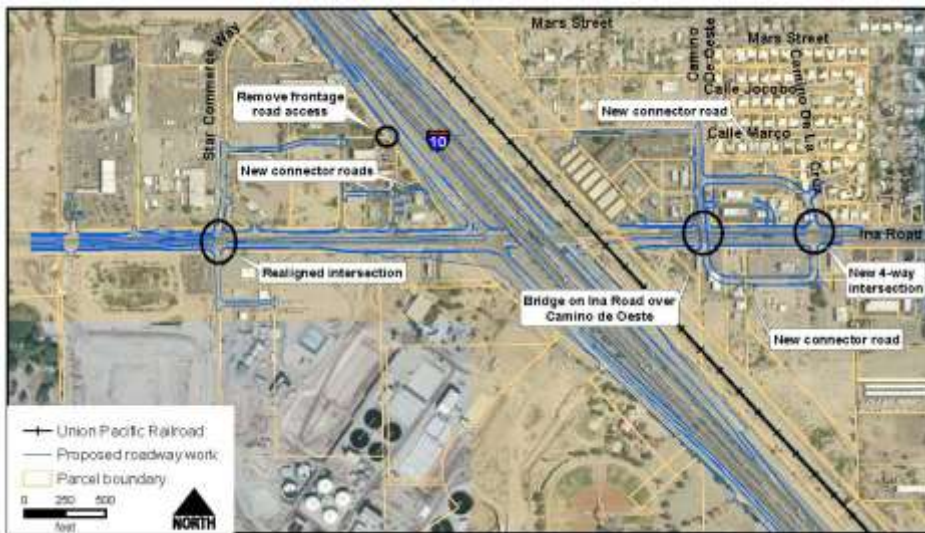 Mars Street
Mars Street
Star Commerce Way
Camino
De Oeste
Camino De La
Cruz
Remove frontage
road access
10
New connector road
Calle Jocobo
Calle Marco
New connector roads
Ina Road
Realigned intersection
New 4-way
intersection
Bridge on Ina Road over
Camino de Oeste
New connector road
Union Pacific Railroad
Proposed roadway work
Parcel boundary
0 250 500
feet
NORTH